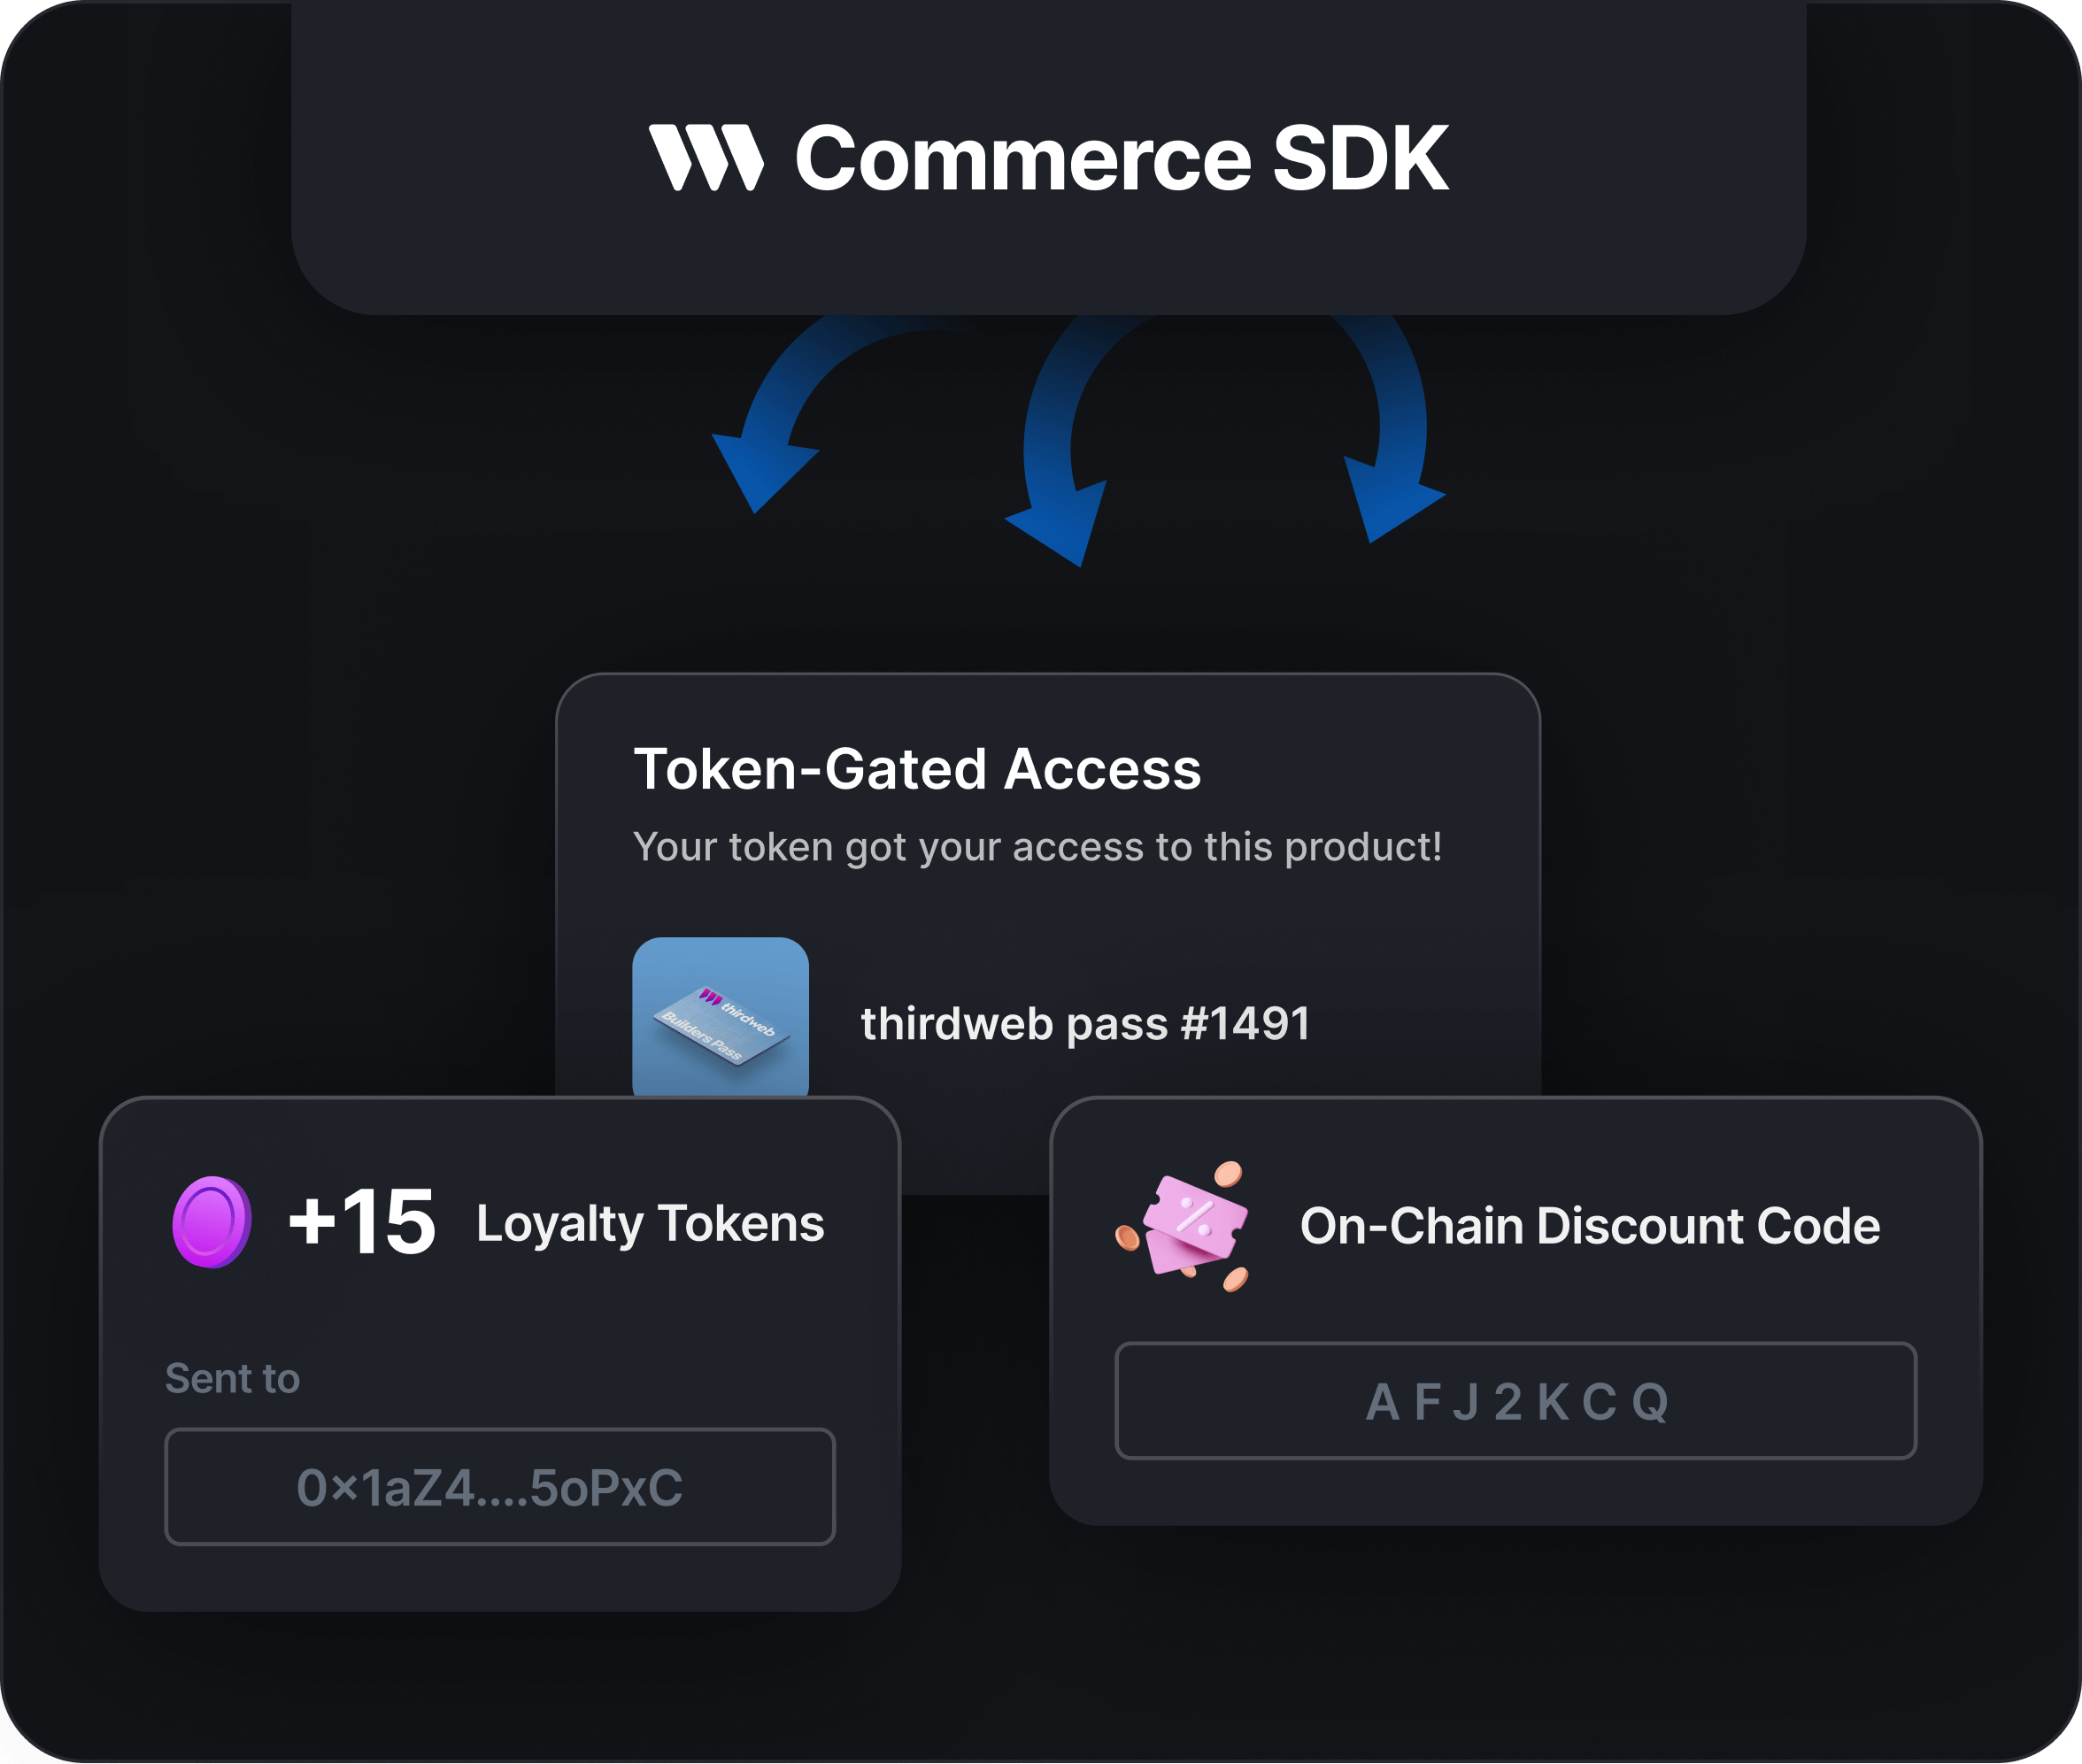 Commerce SDK
Token-Gated Access
Your token got your access to this product!
thirdweb
Builders Pass
thirdweb pass #1491
+15 Loyalty Tokens
Sent to
0×1aZ4....5oPxC
On-Chain Discount Code
A F J 2 K C Q